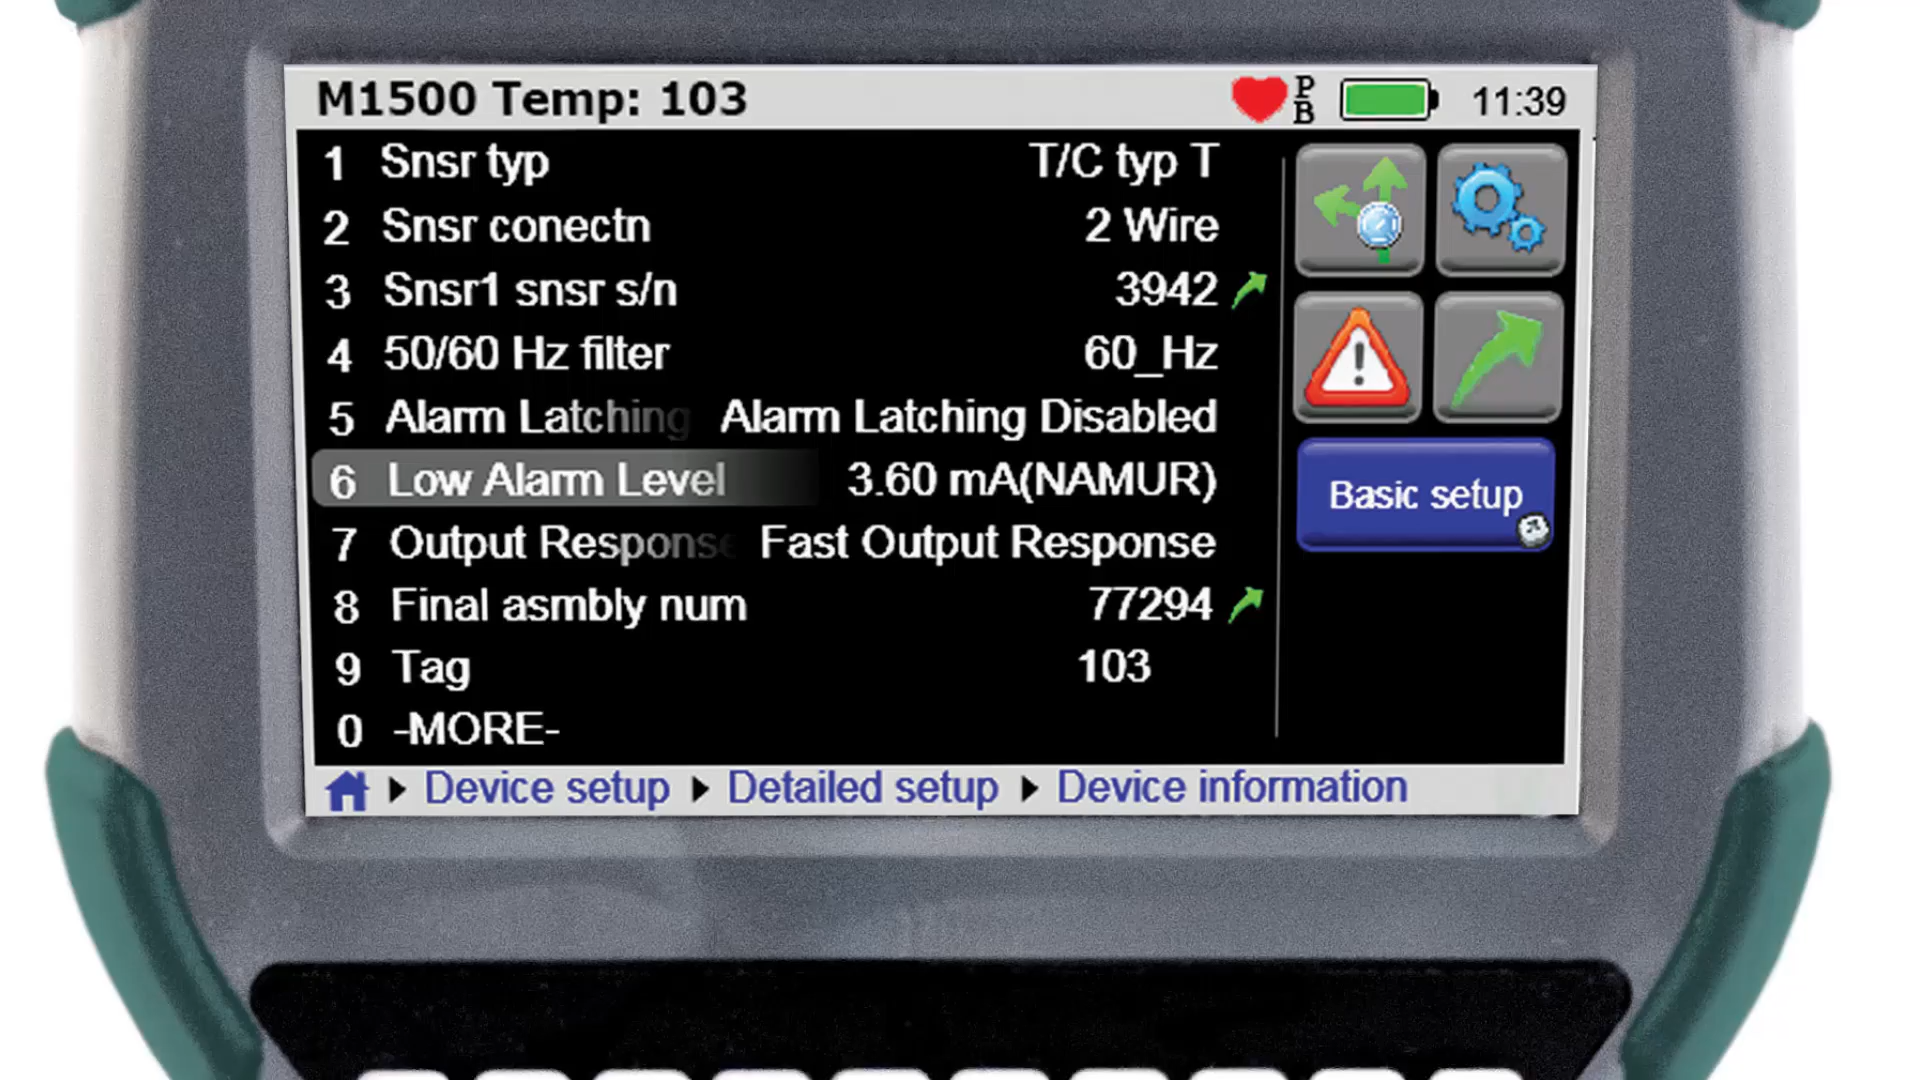 M1500 Temp: 103 P B 11:39
1 Snsr typ T/C typ T
2 Snsr conectn 2 Wire
3 Snsr1 snsr s/n 3942
4 50/60 Hz filter 60_Hz
5 Alarm Latching Alarm Latching Disabled
6 Low Alarm Level 3.60 mA(NAMUR)
7 Output Response Fast Output Response
8 Final asmbly num 77294
9 Tag 103
0 -MORE-
Basic setup
Device setup Detailed setup Device information